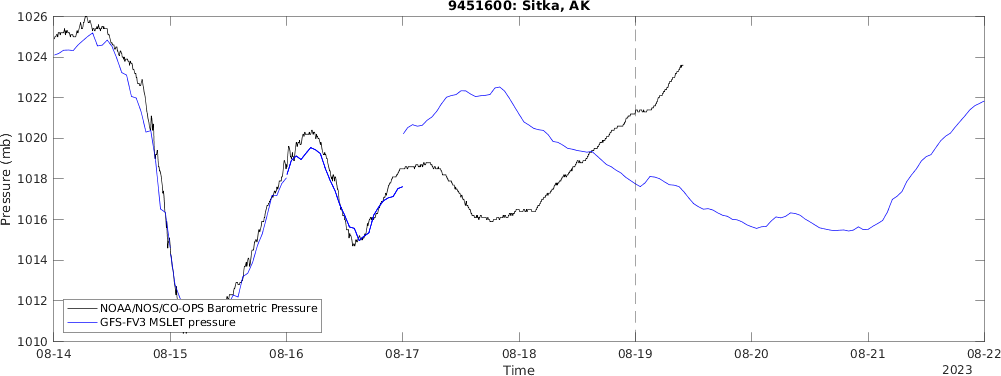 9451600: Sitka, AK
1026
1024
1022
1020
1018
1016
1014
1012
1010
Pressure (mb)
NOAA/NOS/CO-OPS Barometric Pressure
GFS-FV3 MSLET pressure
08-14 08-15 08-16 08-17 08-18 08-19 08-20 08-21 08-22
Time
2023